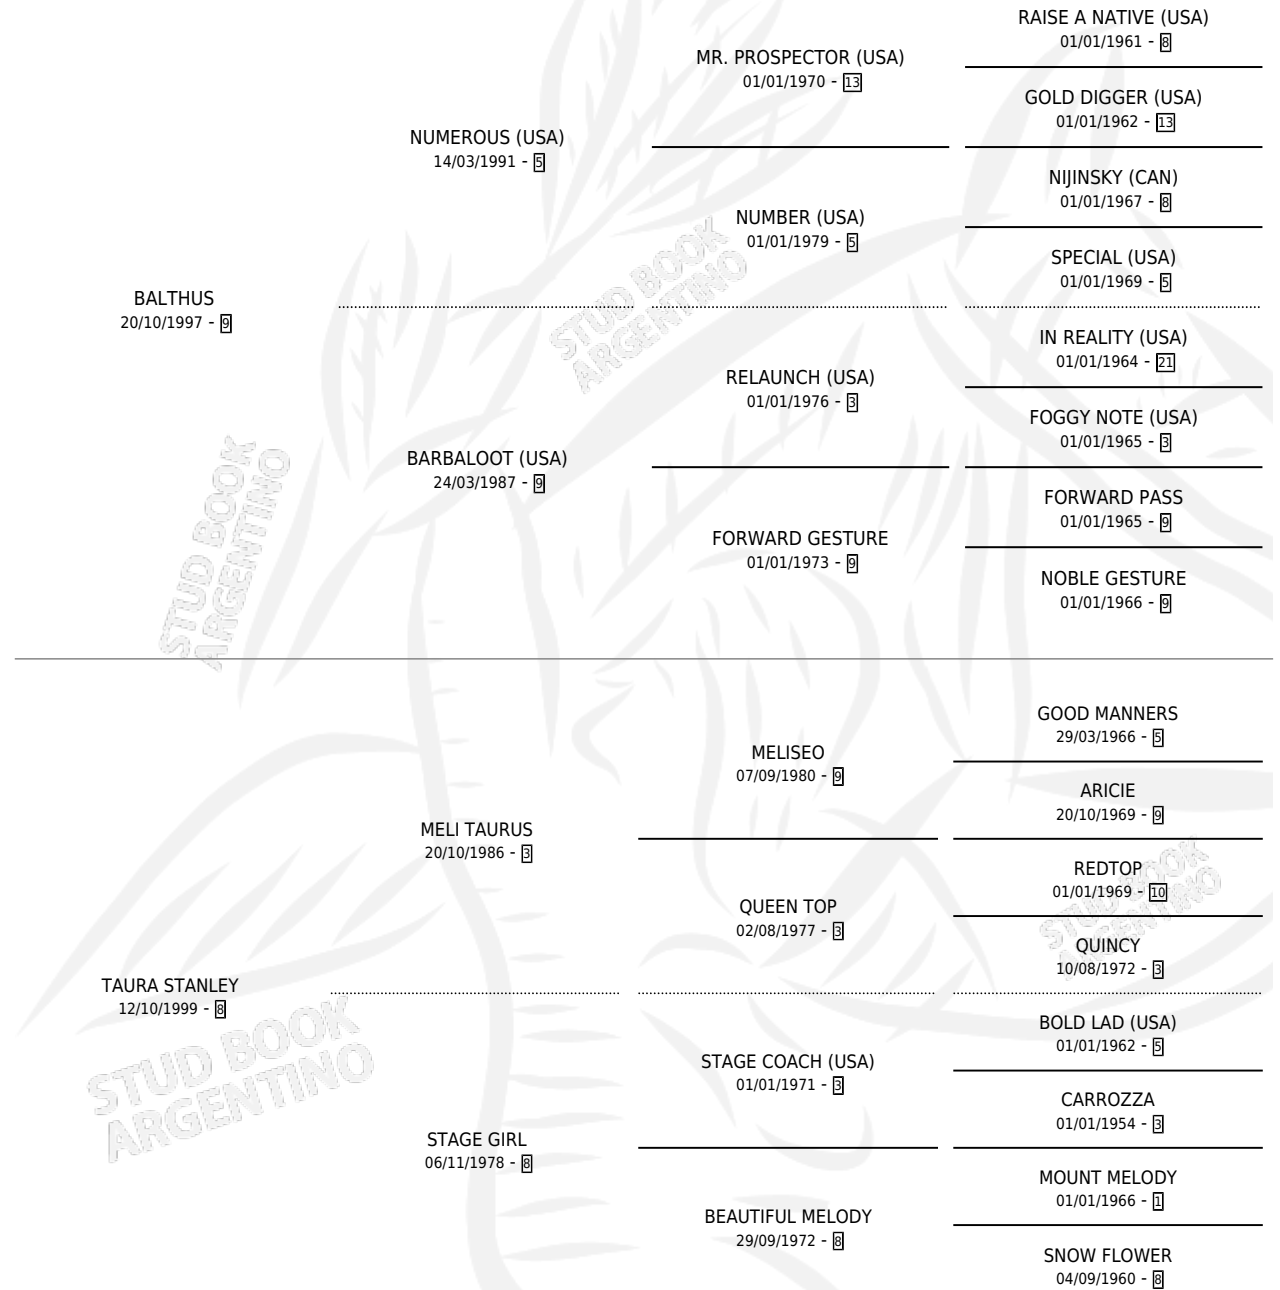 RAISE A NATIVE (USA)
01/01/1961 - 8
MR. PROSPECTOR (USA)
01/01/1970 - 13
GOLD DIGGER (USA)
01/01/1962 - 13
NUMEROUS (USA)
14/03/1991 - 5
NIJINSKY (CAN)
01/01/1967 - 8
NUMBER (USA)
01/01/1979 - 5
SPECIAL (USA)
01/01/1969 - 5
BALTHUS
20/10/1997 - 9
STUD BOOK
ARGENTINO
IN REALITY (USA)
01/01/1964 - 21
RELAUNCH (USA)
01/01/1976 - 3
FOGGY NOTE (USA)
01/01/1965 - 3
BARBALOOT (USA)
24/03/1987 - 9
FORWARD PASS
01/01/1965 - 9
FORWARD GESTURE
01/01/1973 - 9
NOBLE GESTURE
01/01/1966 - 9
STUD BOOK
ARGENTINO
GOOD MANNERS
29/03/1966 - 5
MELISEO
07/09/1980 - 9
ARICIE
20/10/1969 - 9
MELI TAURUS
20/10/1986 - 3
REDTOP
01/01/1969 - 10
QUEEN TOP
02/08/1977 - 3
QUINCY
10/08/1972 - 3
STUD BOOK
ARGENTINO
TAURA STANLEY
12/10/1999 - 8
STUD BOOK
ARGENTINO
BOLD LAD (USA)
01/01/1962 - 5
STAGE COACH (USA)
01/01/1971 - 3
CARROZZA
01/01/1954 - 3
STAGE GIRL
06/11/1978 - 8
MOUNT MELODY
01/01/1966 - 1
BEAUTIFUL MELODY
29/09/1972 - 8
SNOW FLOWER
04/09/1960 - 8